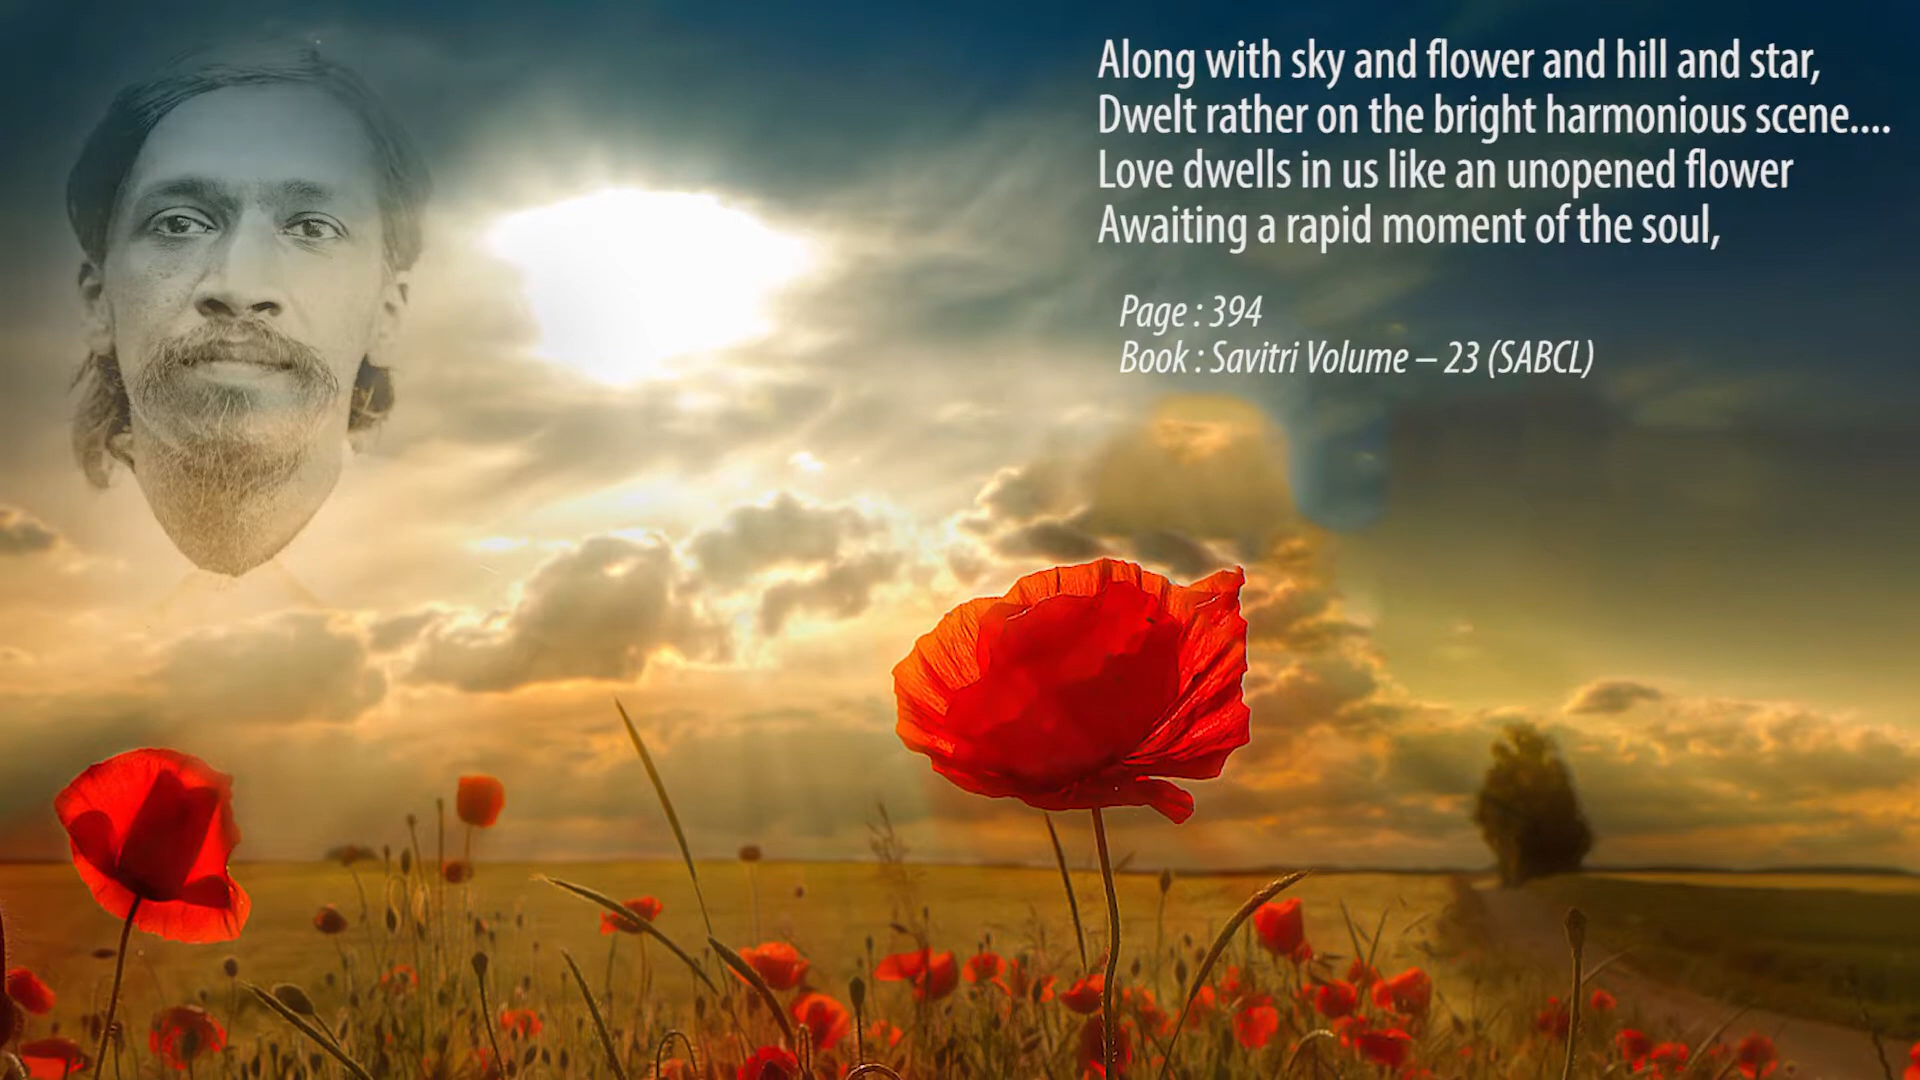 Along with sky and flower and hill and star,
Dwelt rather on the bright harmonious scene....
Love dwells in us like an unopened flower
Awaiting a rapid moment of the soul,
Page : 394
Book : Savitri Volume – 23 (SABCL)